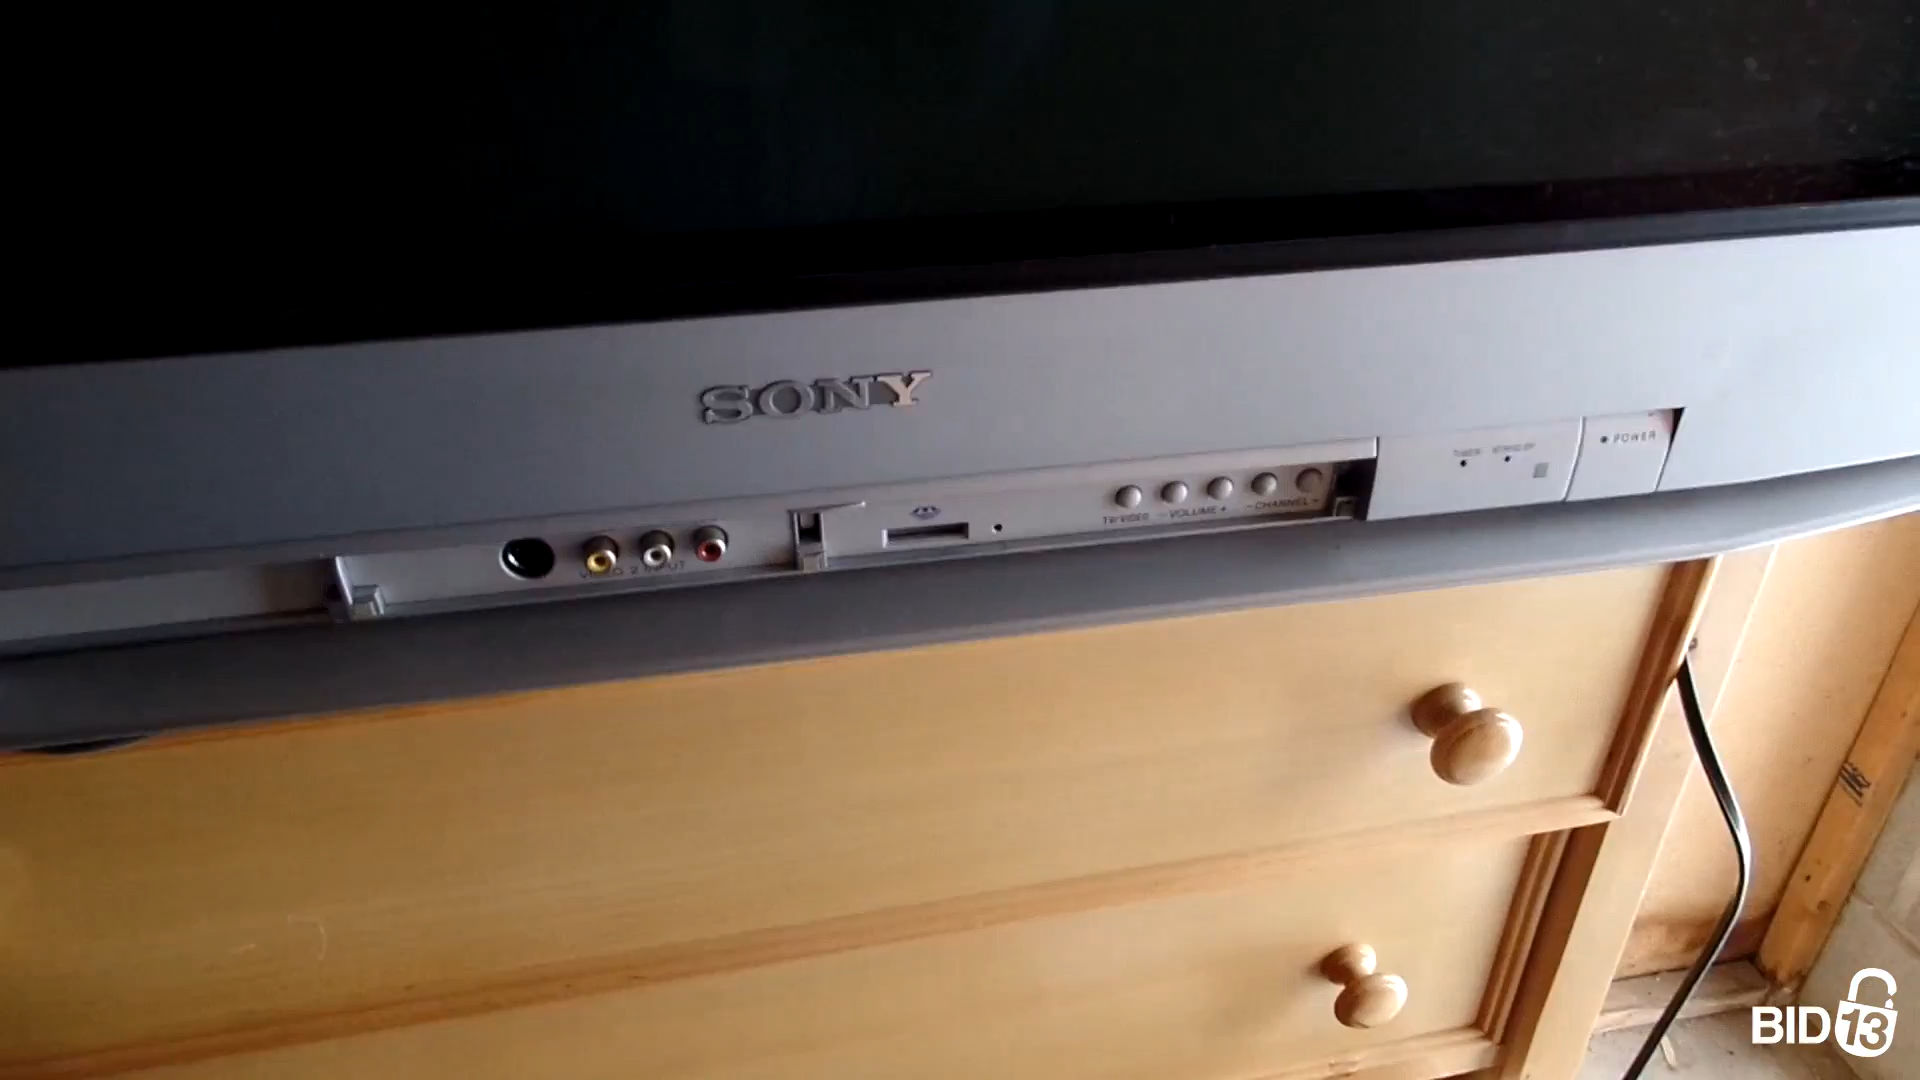 SONY
TIMER STAND BY
POWER
TV/VIDEO -VOLUME + -CHANNEL+
VIDEO 2 INPUT
BID13